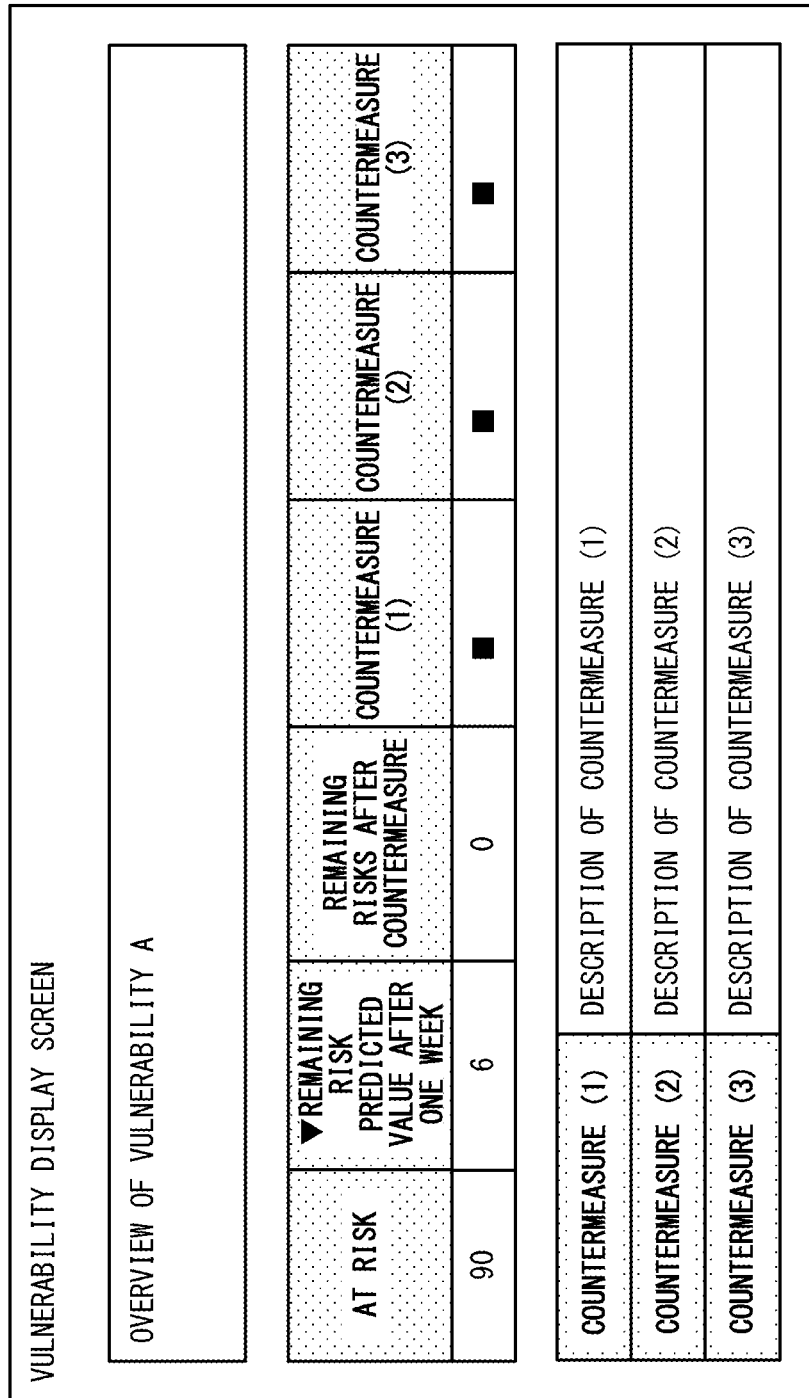 VULNERABILITY DISPLAY SCREEN
OVERVIEW OF VULNERABILITY A
AT RISK
▼REMAINING
RISK
PREDICTED
VALUE AFTER
ONE WEEK
REMAINING
RISKS AFTER
COUNTERMEASURE
COUNTERMEASURE
(1)
COUNTERMEASURE
(2)
COUNTERMEASURE
(3)
90
6
0
■
■
■
COUNTERMEASURE (1) DESCRIPTION OF COUNTERMEASURE (1)
COUNTERMEASURE (2) DESCRIPTION OF COUNTERMEASURE (2)
COUNTERMEASURE (3) DESCRIPTION OF COUNTERMEASURE (3)